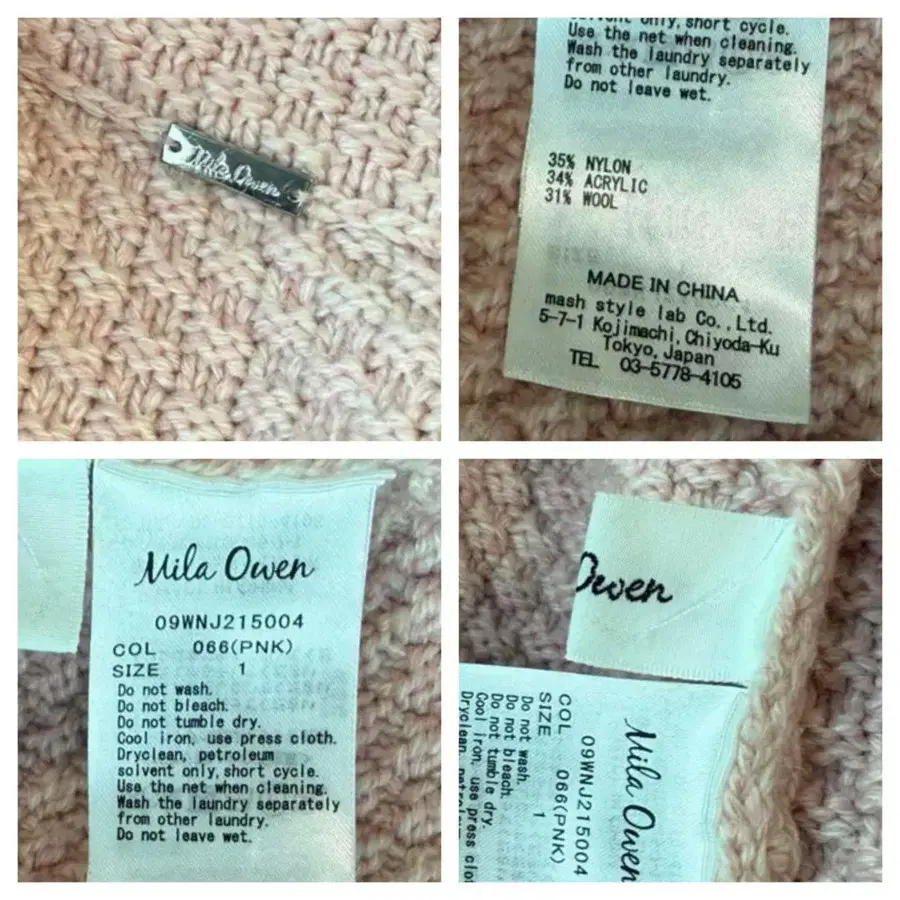 Mila Owen
solvent only, short cycle.
Use the net when cleaning.
Wash the laundry separately
from other laundry.
Do not leave wet.
35% NYLON
34% ACRYLIC
31% WOOL
MADE IN CHINA
mash style lab Co., Ltd.
5-7-1 Kojimachi, Chiyoda-Ku
Tokyo, Japan
TEL 03-5778-4105
Mila Owen
09WNJ215004
COL 066(PNK)
SIZE 1
Do not wash.
Do not bleach.
Do not tumble dry.
Cool iron, use press cloth.
Dryclean, petroleum
solvent only, short cycle.
Use the net when cleaning.
Wash the laundry separately
from other laundry.
Do not leave wet.
Owen
Mila Owen
09WNJ215004
COL 066(PNK)
SIZE 1
Do not wash.
Do not bleach.
Do not tumble dry.
Cool iron, use press clo
Dryclean,